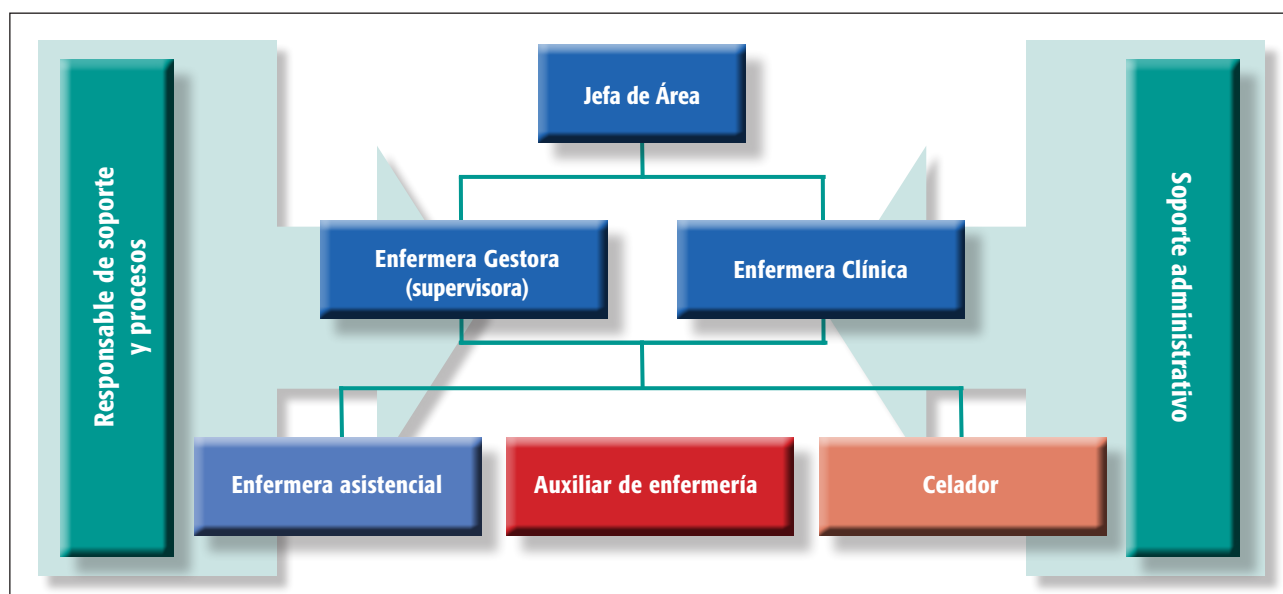 Jefa de Área
Responsable de soporte
y procesos
Enfermera Gestora
(supervisora)
Enfermera Clínica
Soporte administrativo
Enfermera asistencial
Auxiliar de enfermería
Celador